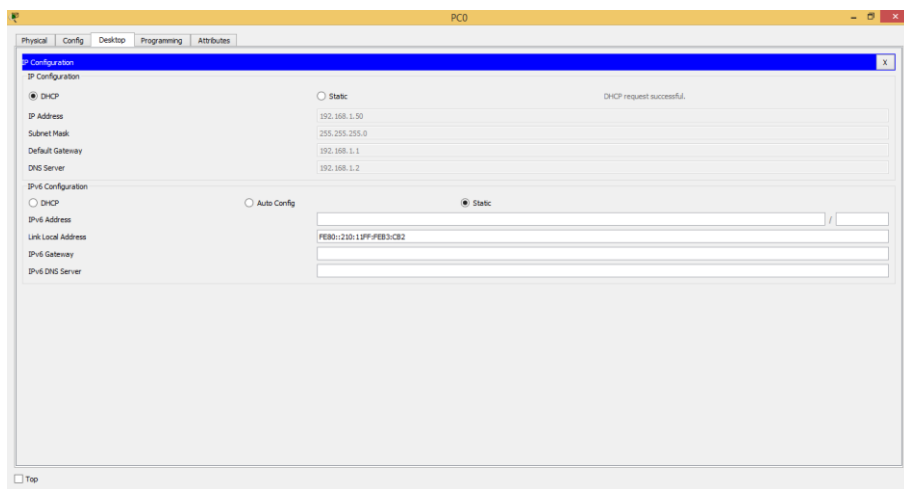 PC0
Physical Config Desktop Programming Attributes
IP Configuration X
IP Configuration
DHCP Static DHCP request successful.
IP Address 192.168.1.50
Subnet Mask 255.255.255.0
Default Gateway 192.168.1.1
DNS Server 192.168.1.2
IPv6 Configuration
DHCP Auto Config Static
IPv6 Address /
Link Local Address FE80::210:11FF:FEB3:CB2
IPv6 Gateway
IPv6 DNS Server
Top